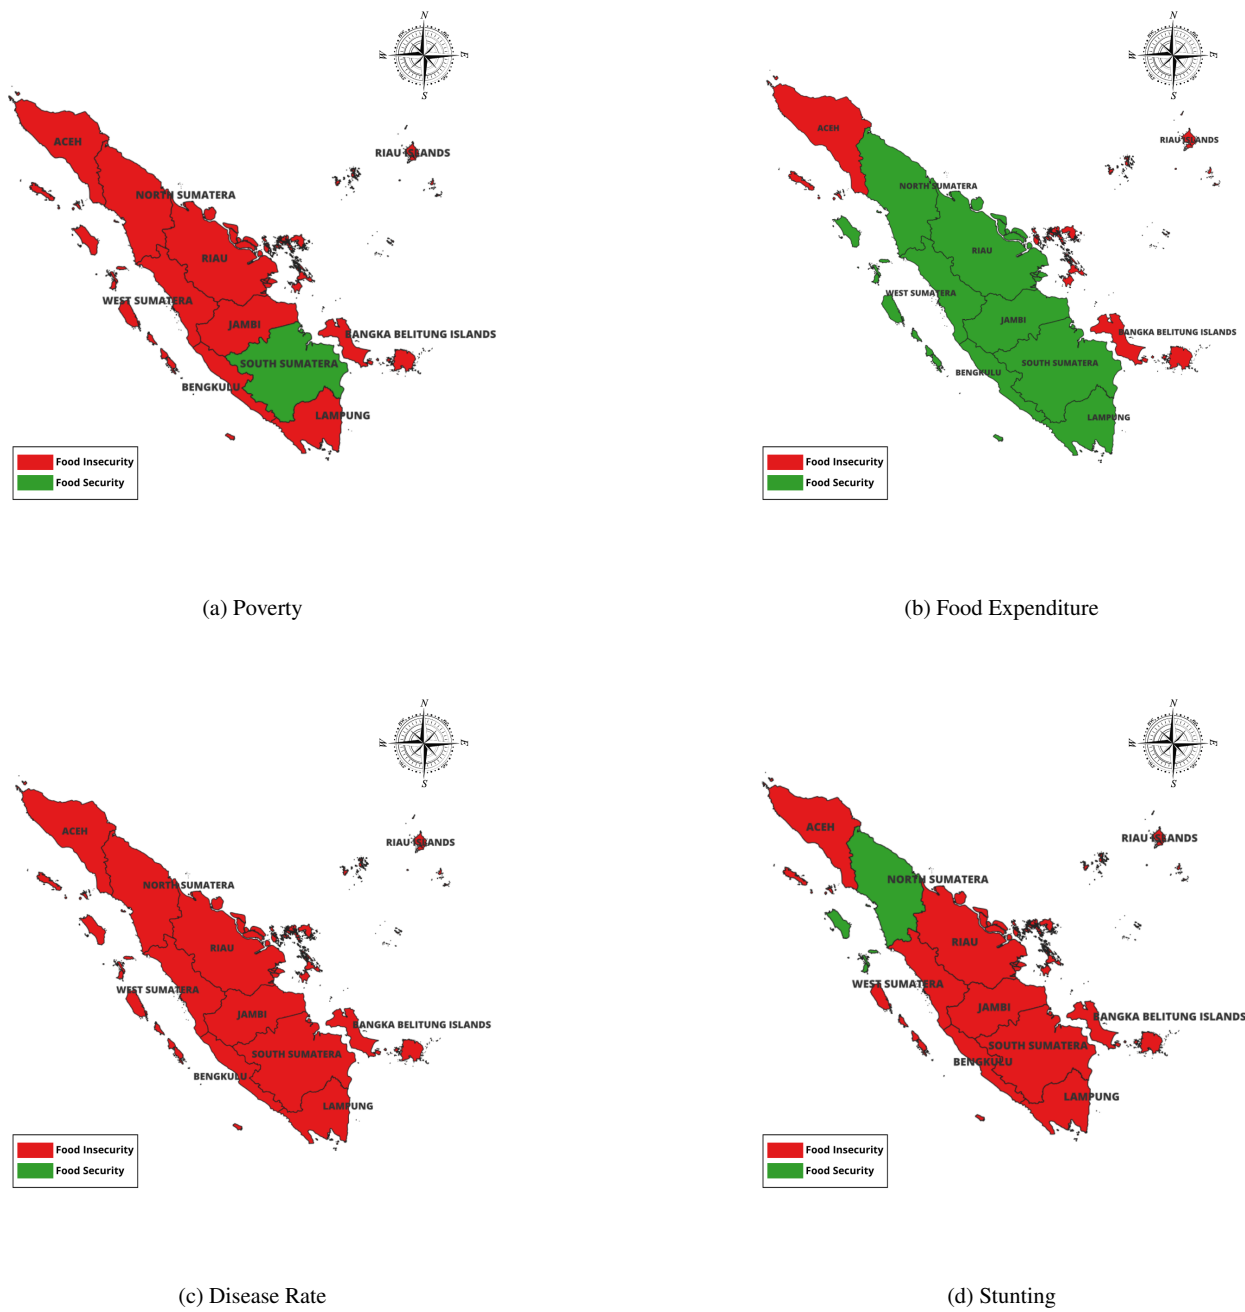 N
W
E
S
ACEH
RIAU ISLANDS
NORTH SUMATERA
RIAU
WEST SUMATERA
JAMBI
BANGKA BELITUNG ISLANDS
SOUTH SUMATERA
BENGKULU
LAMPUNG
Food Insecurity
Food Security
(a) Poverty
N
W
E
S
ACEH
RIAU ISLANDS
NORTH SUMATERA
RIAU
WEST SUMATERA
JAMBI
BANGKA BELITUNG ISLANDS
SOUTH SUMATERA
BENGKULU
LAMPUNG
Food Insecurity
Food Security
(b) Food Expenditure
N
W
E
S
ACEH
RIAU ISLANDS
NORTH SUMATERA
RIAU
WEST SUMATERA
JAMBI
BANGKA BELITUNG ISLANDS
SOUTH SUMATERA
BENGKULU
LAMPUNG
Food Insecurity
Food Security
(c) Disease Rate
N
W
E
S
ACEH
RIAU ISLANDS
NORTH SUMATERA
RIAU
WEST SUMATERA
JAMBI
BANGKA BELITUNG ISLANDS
SOUTH SUMATERA
BENGKULU
LAMPUNG
Food Insecurity
Food Security
(d) Stunting